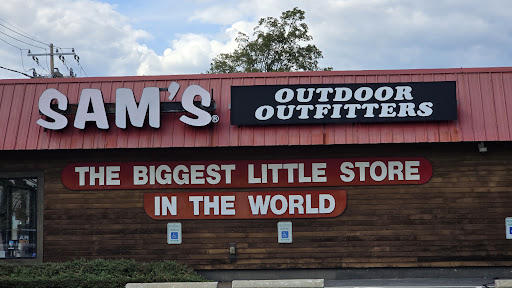 SAM'S®
OUTDOOR
OUTFITTERS
THE BIGGEST LITTLE STORE
IN THE WORLD